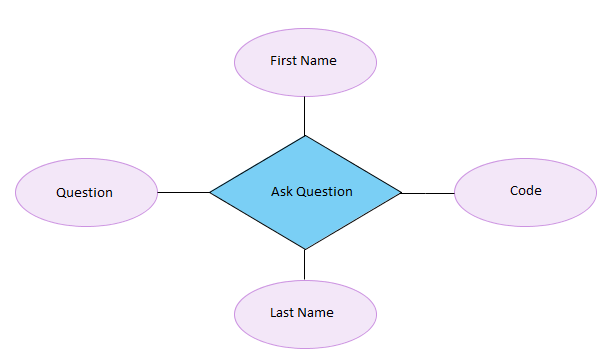 First Name
Question
Ask Question
Code
Last Name